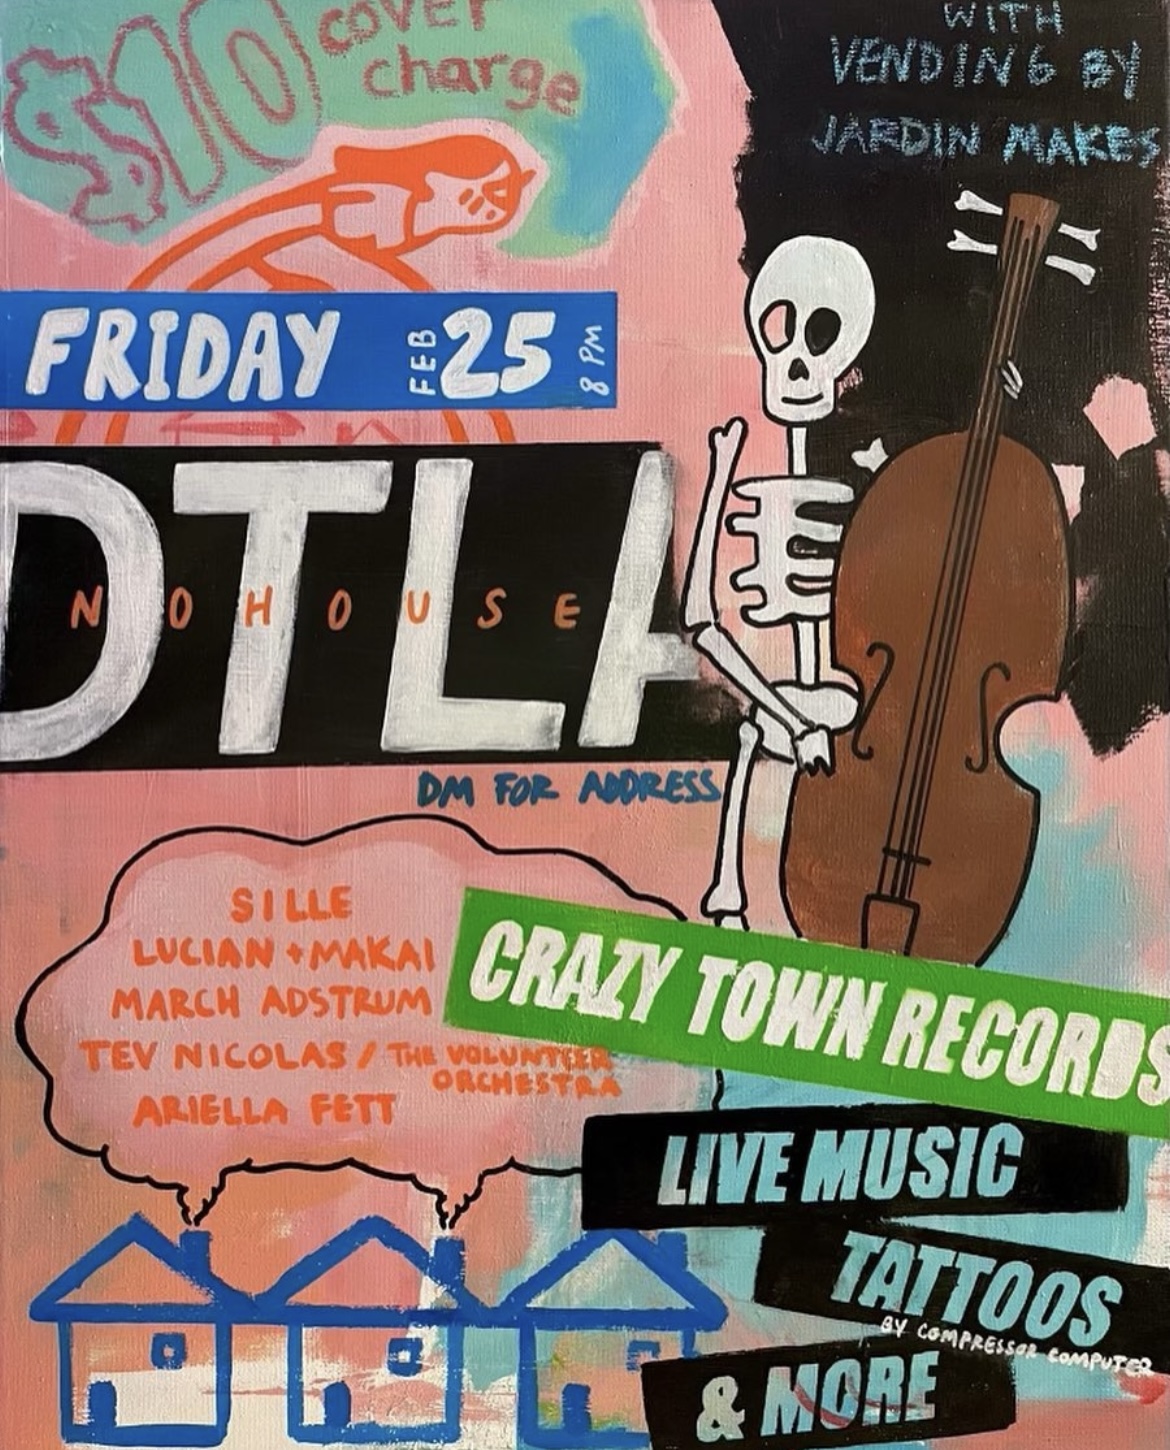 $10 COVER
charge
WITH
VENDING BY
JARDIN MAKES
FRIDAY FEB 25 8 PM
DTLA
NOHOUSE
DM FOR ADDRESS
SILLE
LUCIAN + MAKAI
MARCH ADSTRUM
TEV NICOLAS / THE VOLUNTEER
ORCHESTRA
ARIELLA FETT
CRAZY TOWN RECORDS
LIVE MUSIC
TATTOOS
BY COMPRESSOR COMPUTER
& MORE